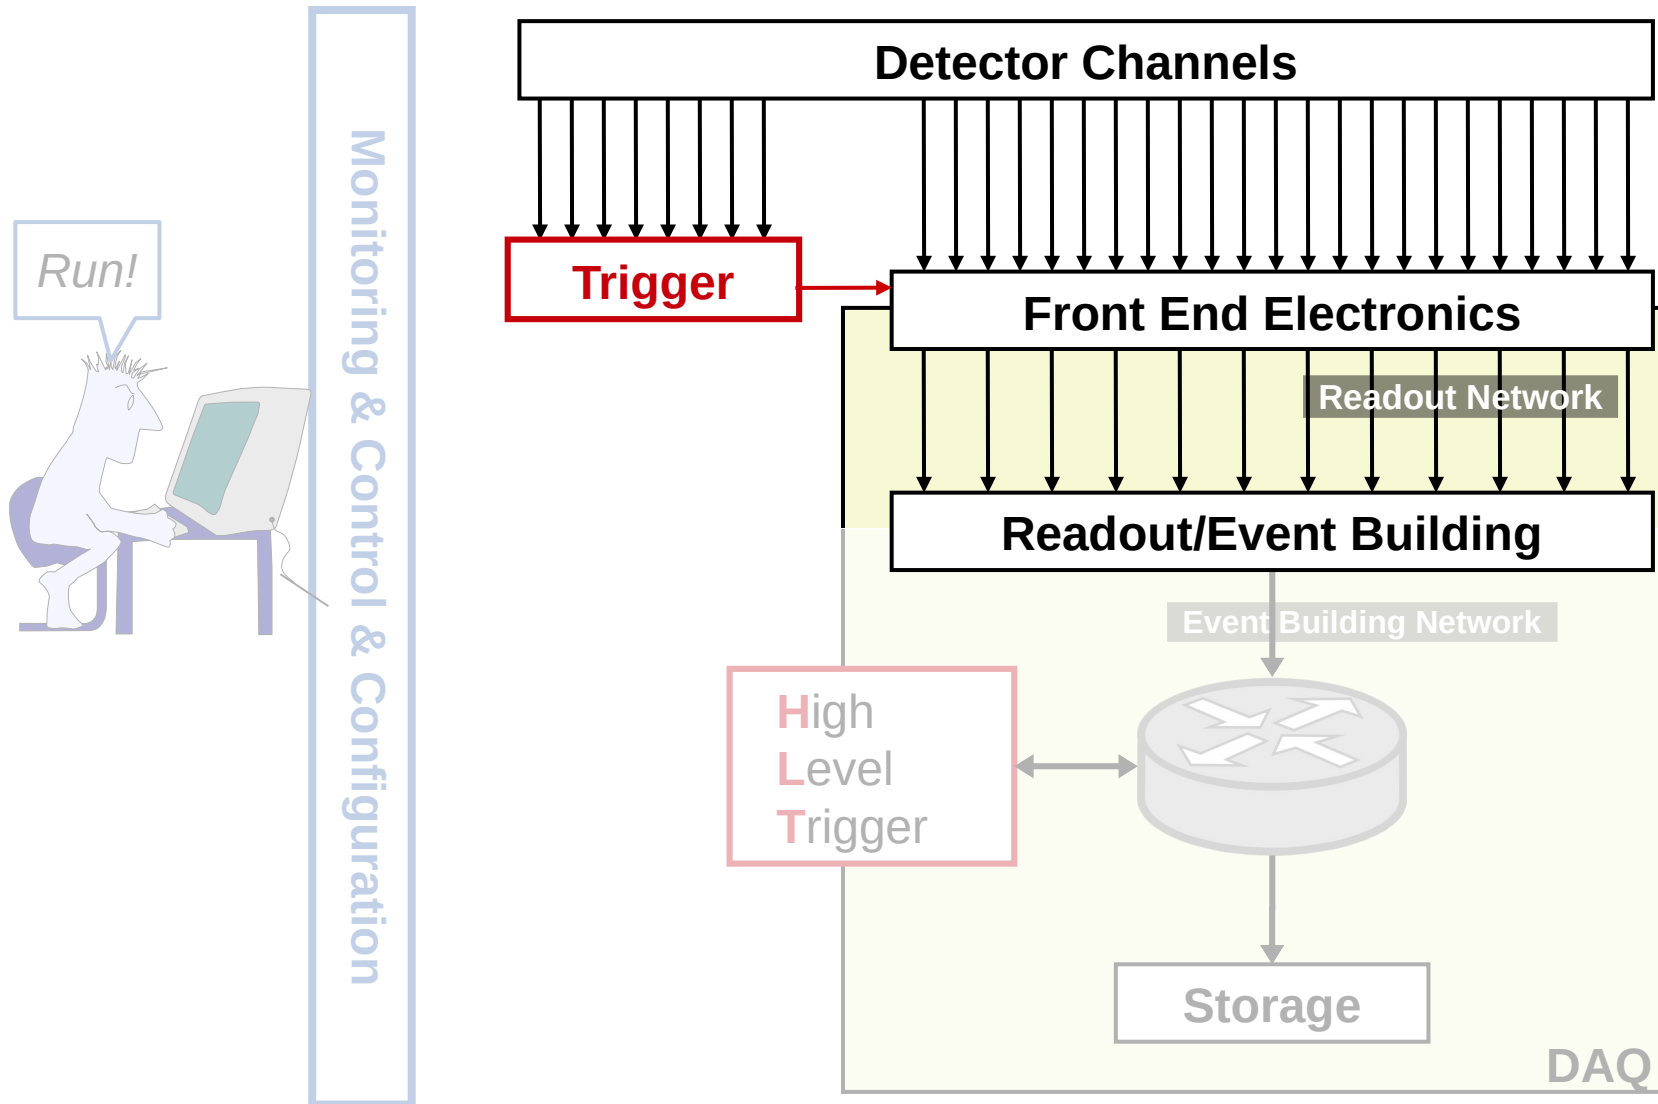 Detector Channels
Monitoring & Control & Configuration
Run!
Trigger
Front End Electronics
Readout Network
Readout/Event Building
Event Building Network
High
Level
Trigger
Storage
DAQ